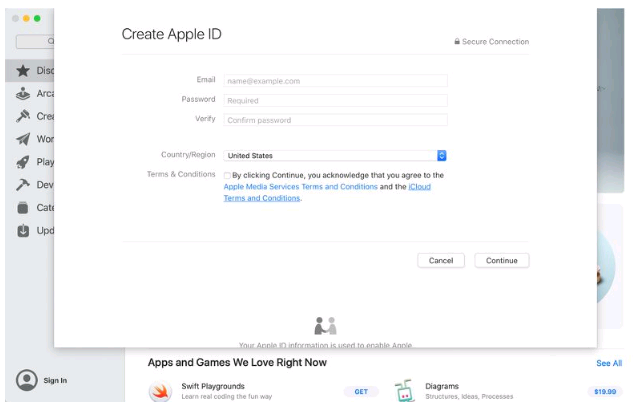 Create Apple ID
Secure Connection
Email name@example.com
Password Required
Verify Confirm password
Country/Region United States
Terms & Conditions By clicking Continue, you acknowledge that you agree to the
Apple Media Services Terms and Conditions and the iCloud
Terms and Conditions.
Cancel Continue
Your Apple ID information is used to enable Apple
Disc
Arca
Crea
Wor
Play
Dev
Cate
Upd
Apps and Games We Love Right Now See All
Sign In
Swift Playgrounds
Learn real coding the fun way
GET
Diagrams
Structures, Ideas, Processes
$19.99